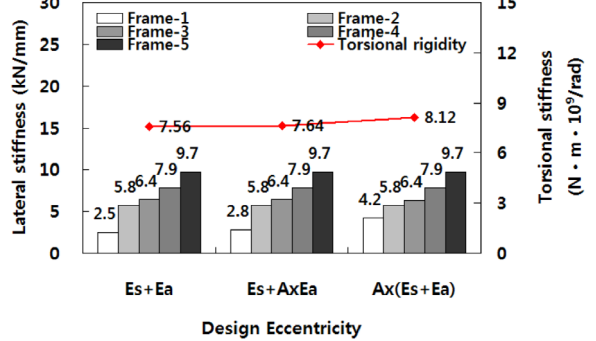 30
25
20
15
10
5
0
Lateral stiffness (kN/mm)
Frame-1 Frame-2
Frame-3 Frame-4
Frame-5 Torsional rigidity
7.56 7.64 8.12
2.5 5.8 6.4 7.9 9.7
2.8 5.8 6.4 7.9 9.7
4.2 5.8 6.4 7.9 9.7
15
12
9
6
3
0
Torsional stiffness
(N・m・10⁹/rad)
Es+Ea Es+AxEa Ax(Es+Ea)
Design Eccentricity